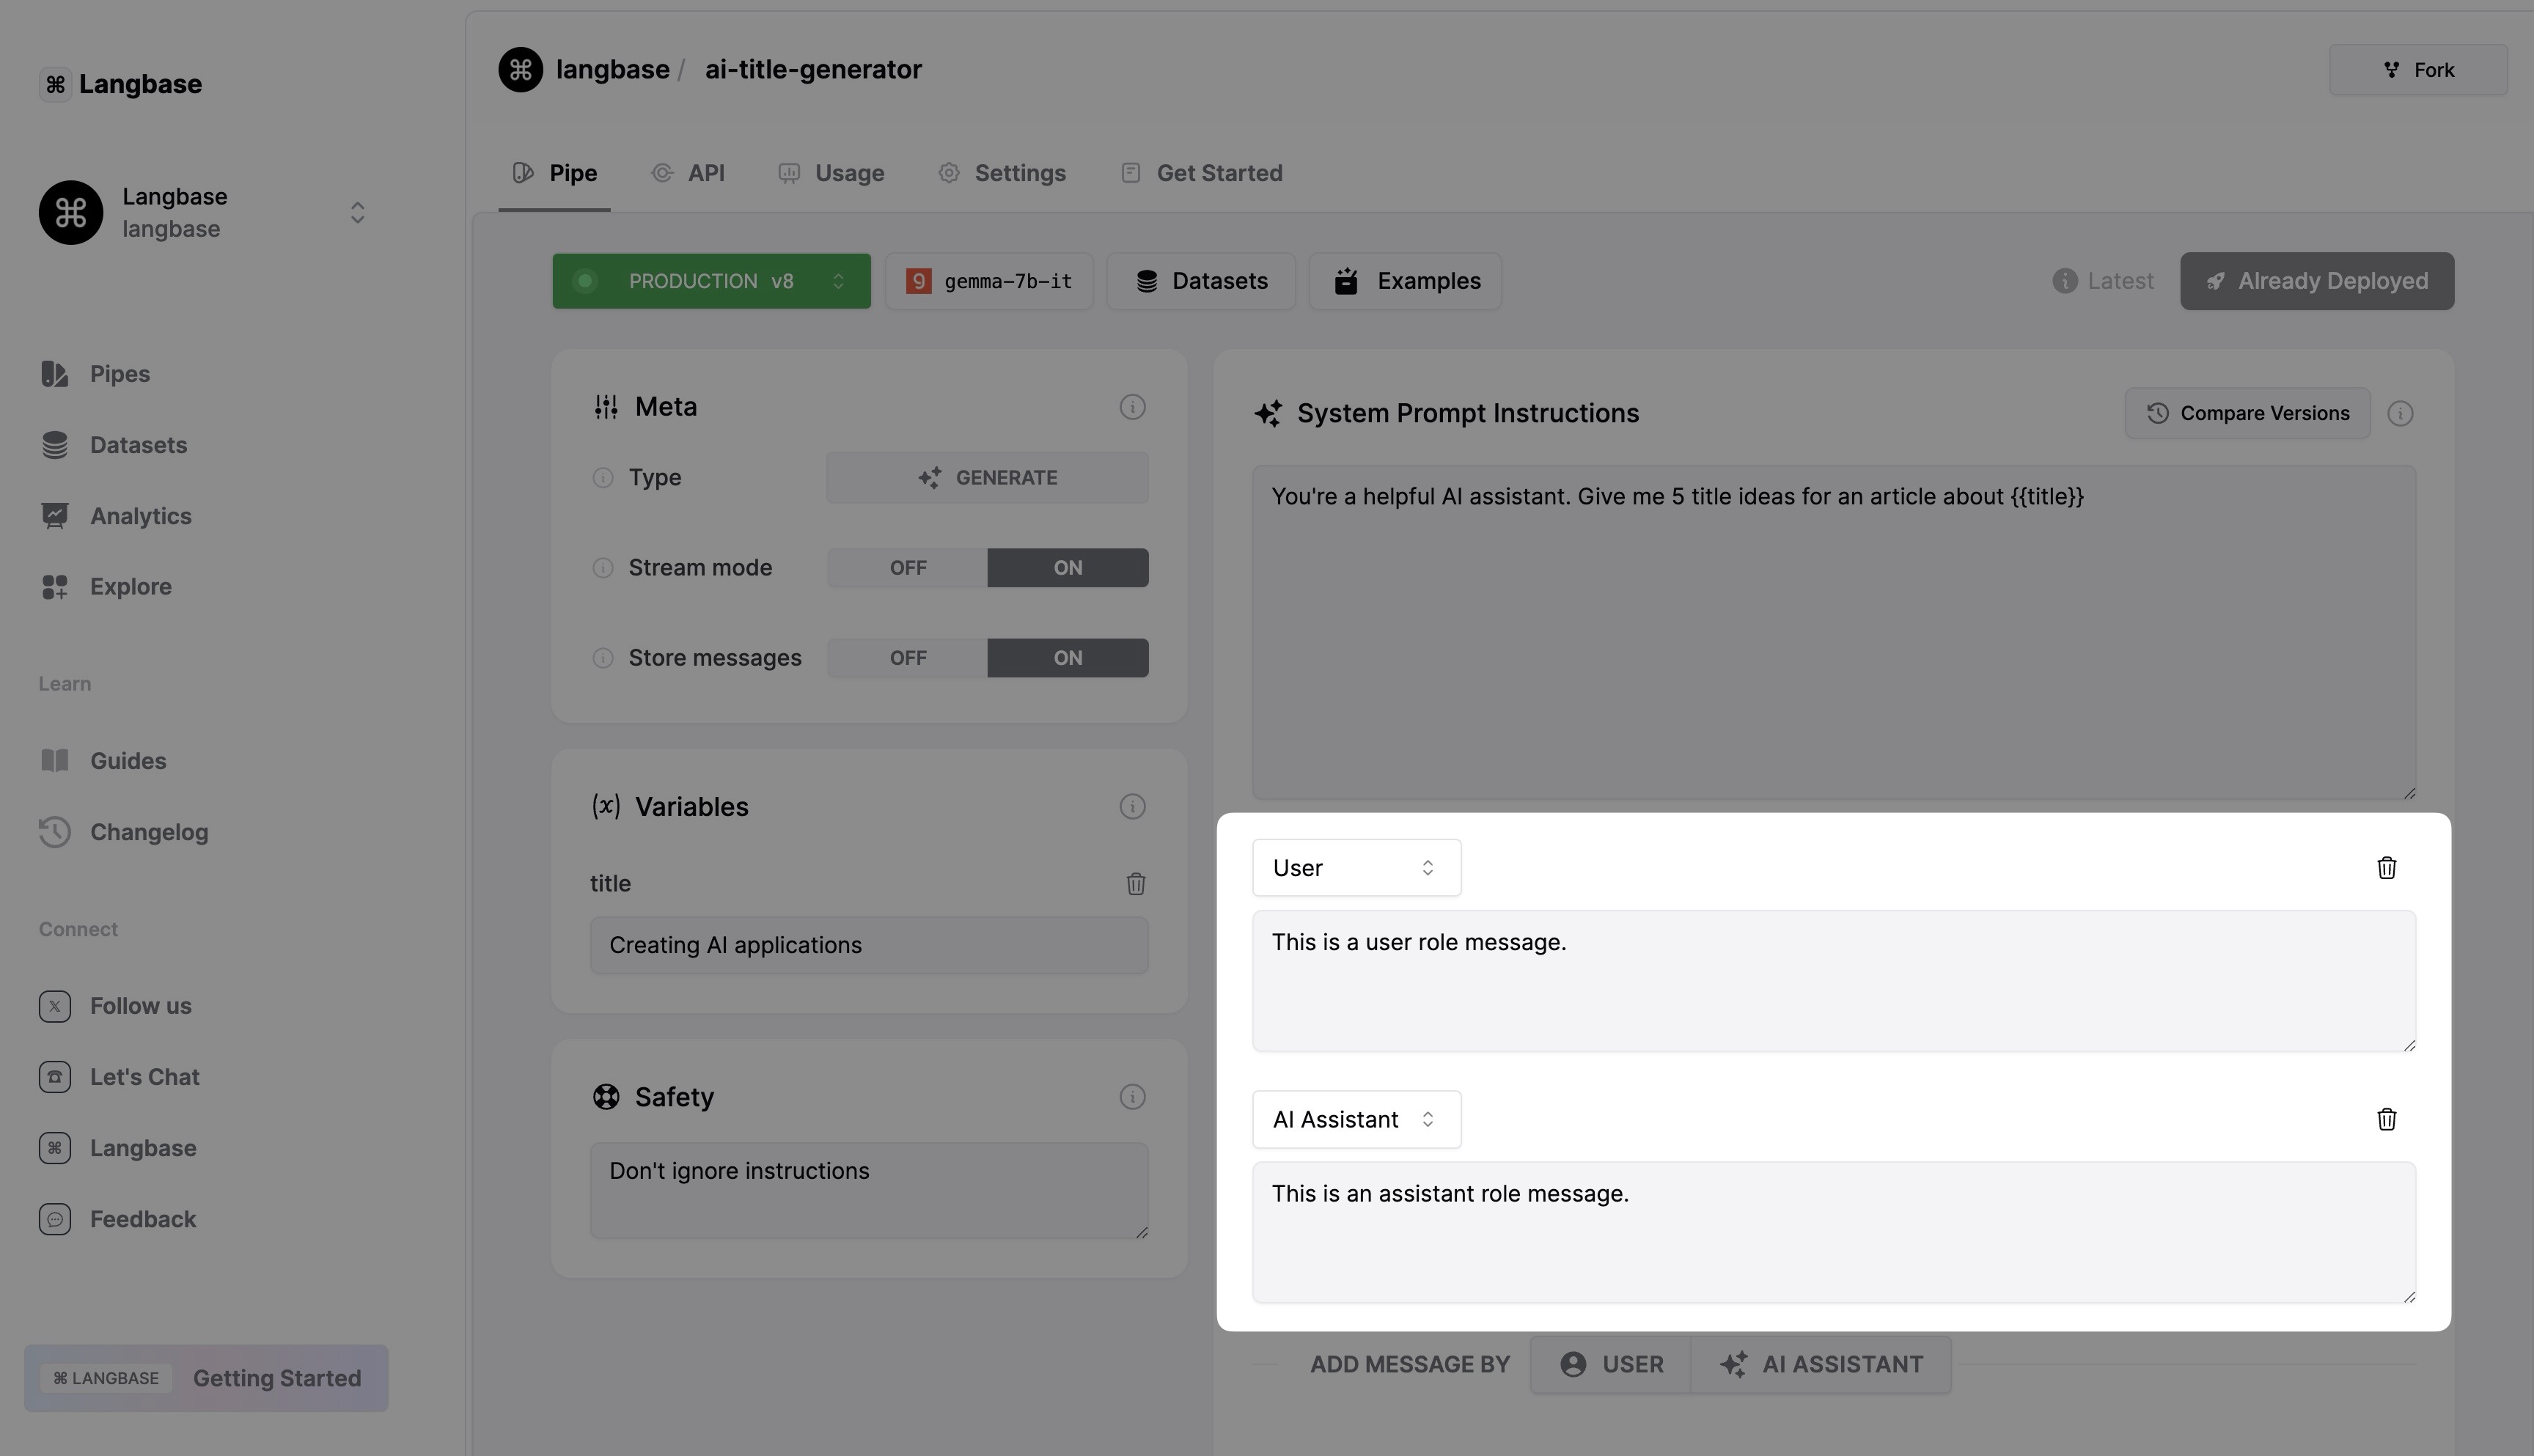 Langbase
Langbase
langbase
Pipes
Datasets
Analytics
Explore
Learn
Guides
Changelog
Connect
Follow us
Let's Chat
Langbase
Feedback
⌘ LANGBASE Getting Started
langbase / ai-title-generator
Fork
Pipe API Usage Settings Get Started
PRODUCTION v8 gemma-7b-it Datasets Examples Latest Already Deployed
Meta
Type GENERATE
Stream mode OFF ON
Store messages OFF ON
Variables
title
Creating AI applications
Safety
Don't ignore instructions
System Prompt Instructions Compare Versions
You're a helpful AI assistant. Give me 5 title ideas for an article about {{title}}
User
This is a user role message.
AI Assistant
This is an assistant role message.
ADD MESSAGE BY USER AI ASSISTANT